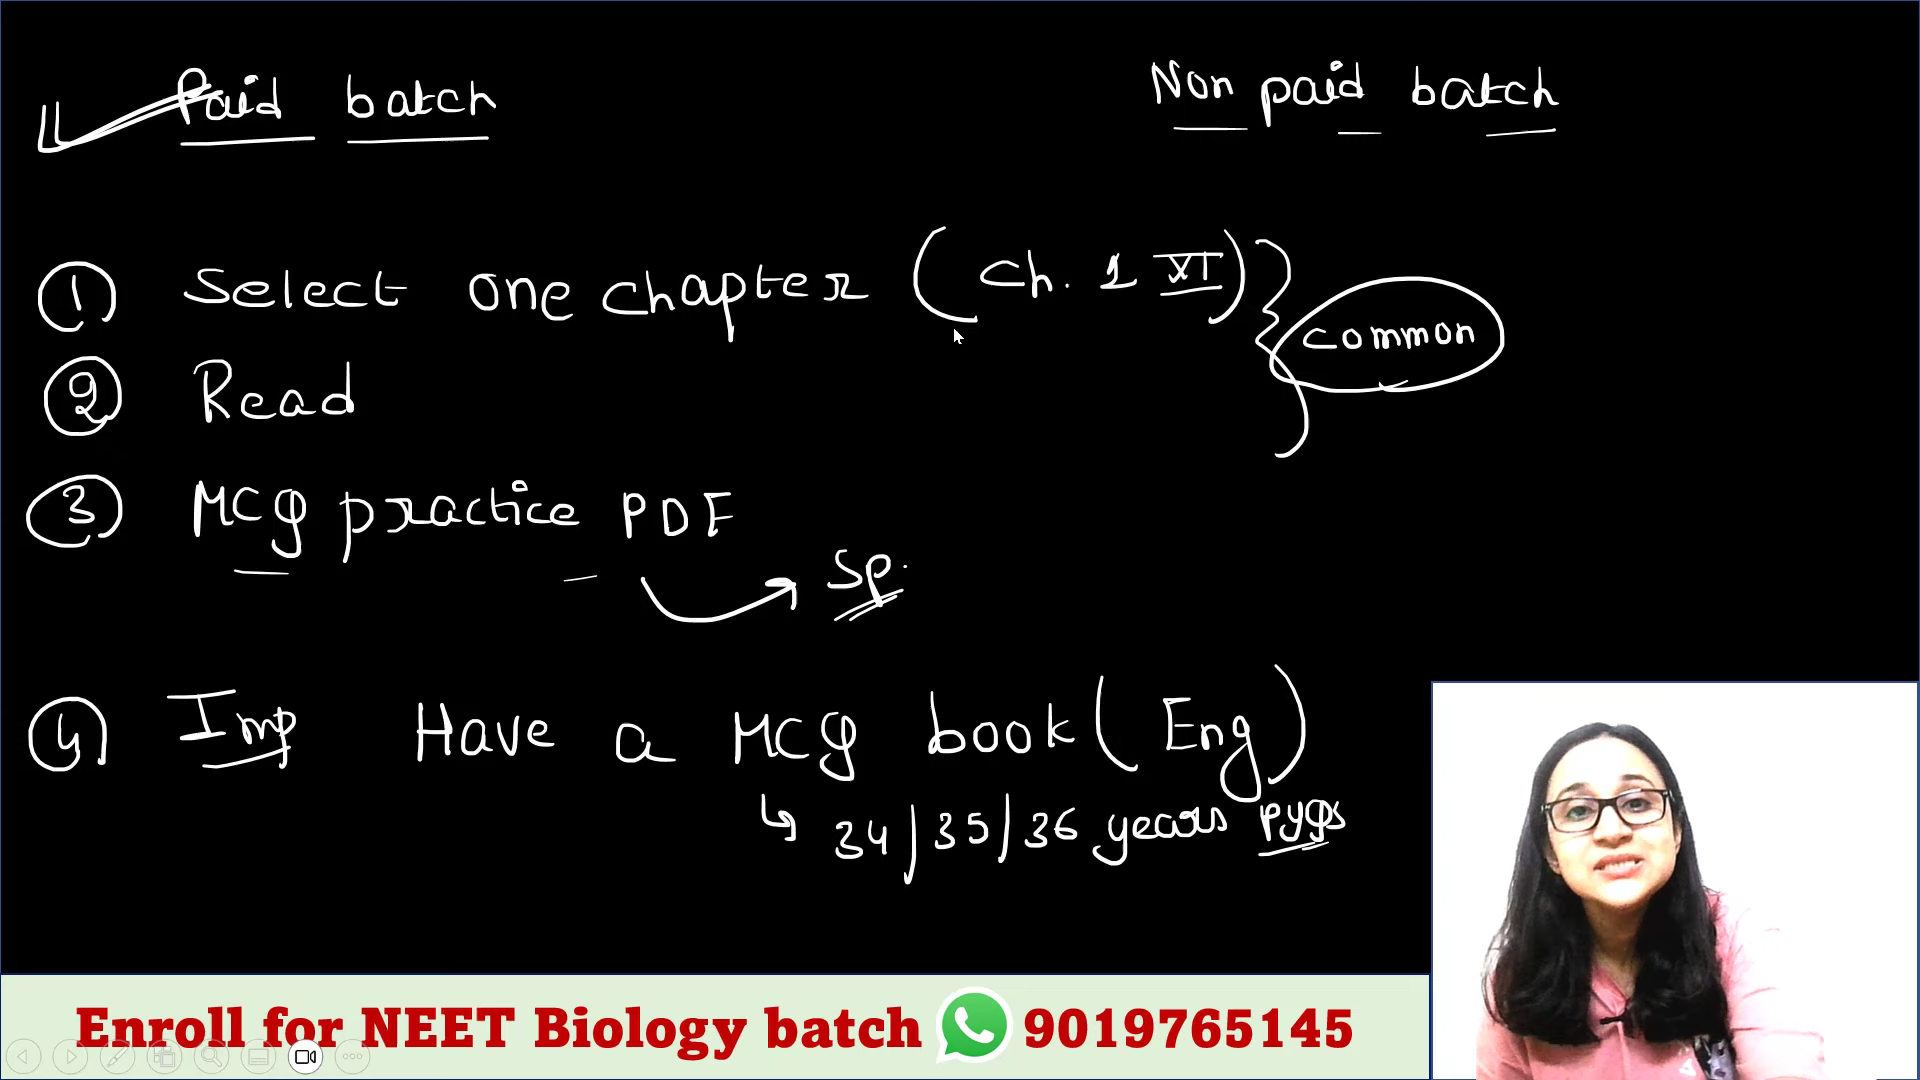 Paid batch
Non paid batch
1 Select one chapter ( Ch. 1 XI )
common
2 Read
3 MCQ practice PDF
Sp.
4 Imp Have a MCQ book ( Eng )
34 / 35 / 36 years PYQs
Enroll for NEET Biology batch 9019765145